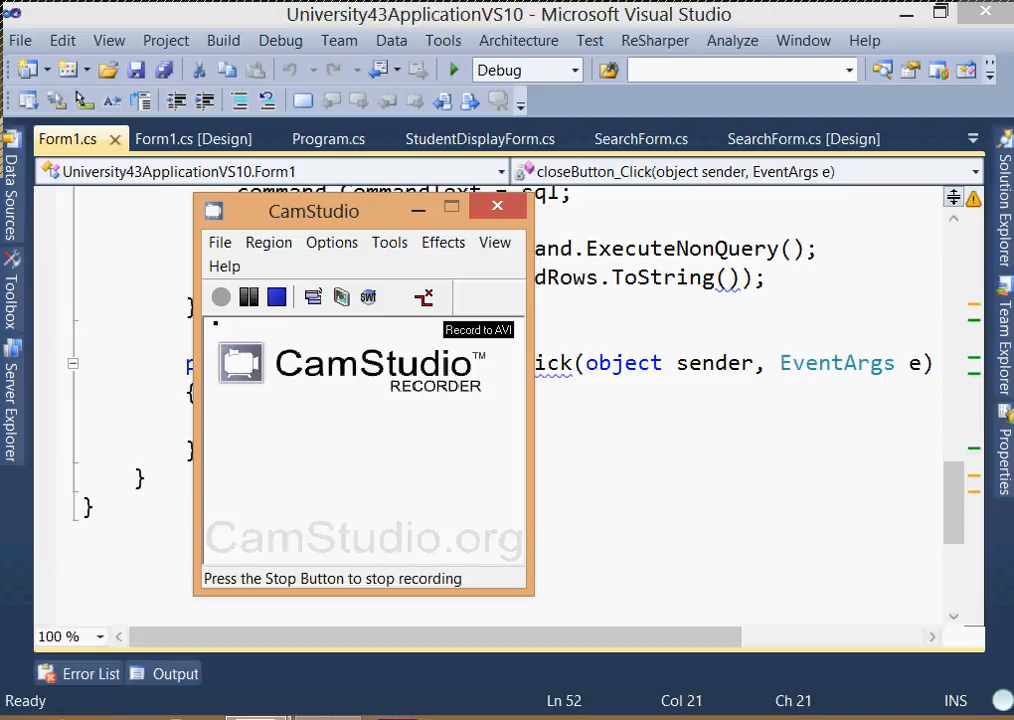 University43ApplicationVS10 - Microsoft Visual Studio
File Edit View Project Build Debug Team Data Tools Architecture Test ReSharper Analyze Window Help
Debug
Form1.cs Form1.cs [Design] Program.cs StudentDisplayForm.cs SearchForm.cs SearchForm.cs [Design]
University43ApplicationVS10.Form1 closeButton_Click(object sender, EventArgs e)
command.CommandText = sql;
and.ExecuteNonQuery();
dRows.ToString());
}
ick(object sender, EventArgs e)
{
}
}
}
CamStudio
File Region Options Tools Effects View
Help
Record to AVI
CamStudio™
RECORDER
CamStudio.org
Press the Stop Button to stop recording
Data Sources
Toolbox
Server Explorer
Solution Explorer
Team Explorer
Properties
100 %
Error List Output
Ready Ln 52 Col 21 Ch 21 INS